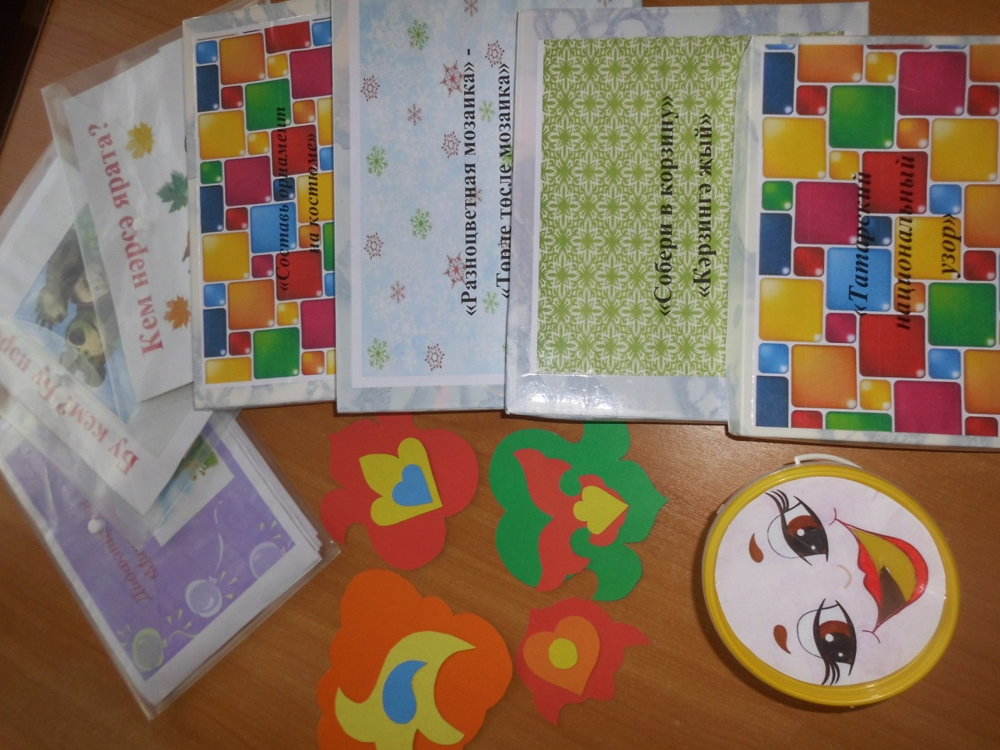 Кем нәрсә ярата?
Бу кем? Бу
«Составь орнамент
на костюме»
«Разноцветная мозаика» -
«Төрле төсле мозаика»
«Собери в корзину»
«Кәрзингә җый»
«Татарский
национальный
узор»